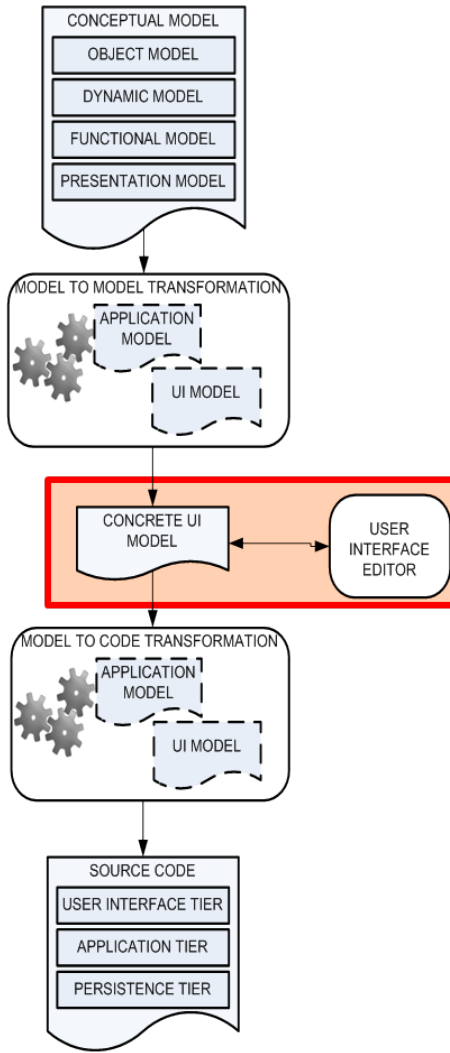 CONCEPTUAL MODEL
OBJECT MODEL
DYNAMIC MODEL
FUNCTIONAL MODEL
PRESENTATION MODEL
MODEL TO MODEL TRANSFORMATION
APPLICATION
MODEL
UI MODEL
CONCRETE UI
MODEL
USER
INTERFACE
EDITOR
MODEL TO CODE TRANSFORMATION
APPLICATION
MODEL
UI MODEL
SOURCE CODE
USER INTERFACE TIER
APPLICATION TIER
PERSISTENCE TIER